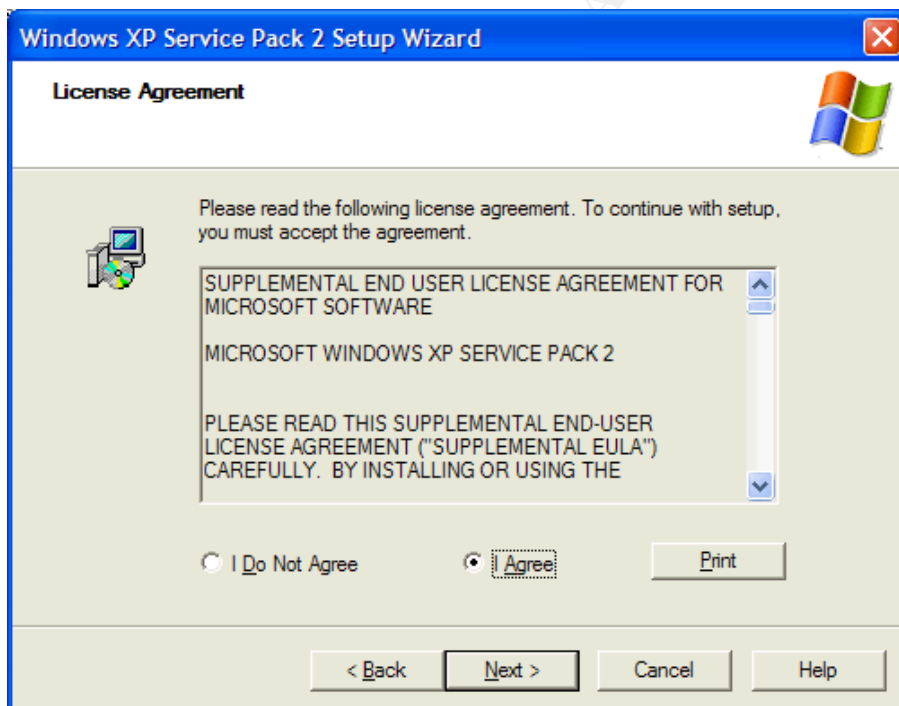 Windows XP Service Pack 2 Setup Wizard
License Agreement
Please read the following license agreement. To continue with setup,
you must accept the agreement.
SUPPLEMENTAL END USER LICENSE AGREEMENT FOR
MICROSOFT SOFTWARE
MICROSOFT WINDOWS XP SERVICE PACK 2
PLEASE READ THIS SUPPLEMENTAL END-USER
LICENSE AGREEMENT ("SUPPLEMENTAL EULA")
CAREFULLY. BY INSTALLING OR USING THE
I Do Not Agree I Agree Print
< Back Next > Cancel Help